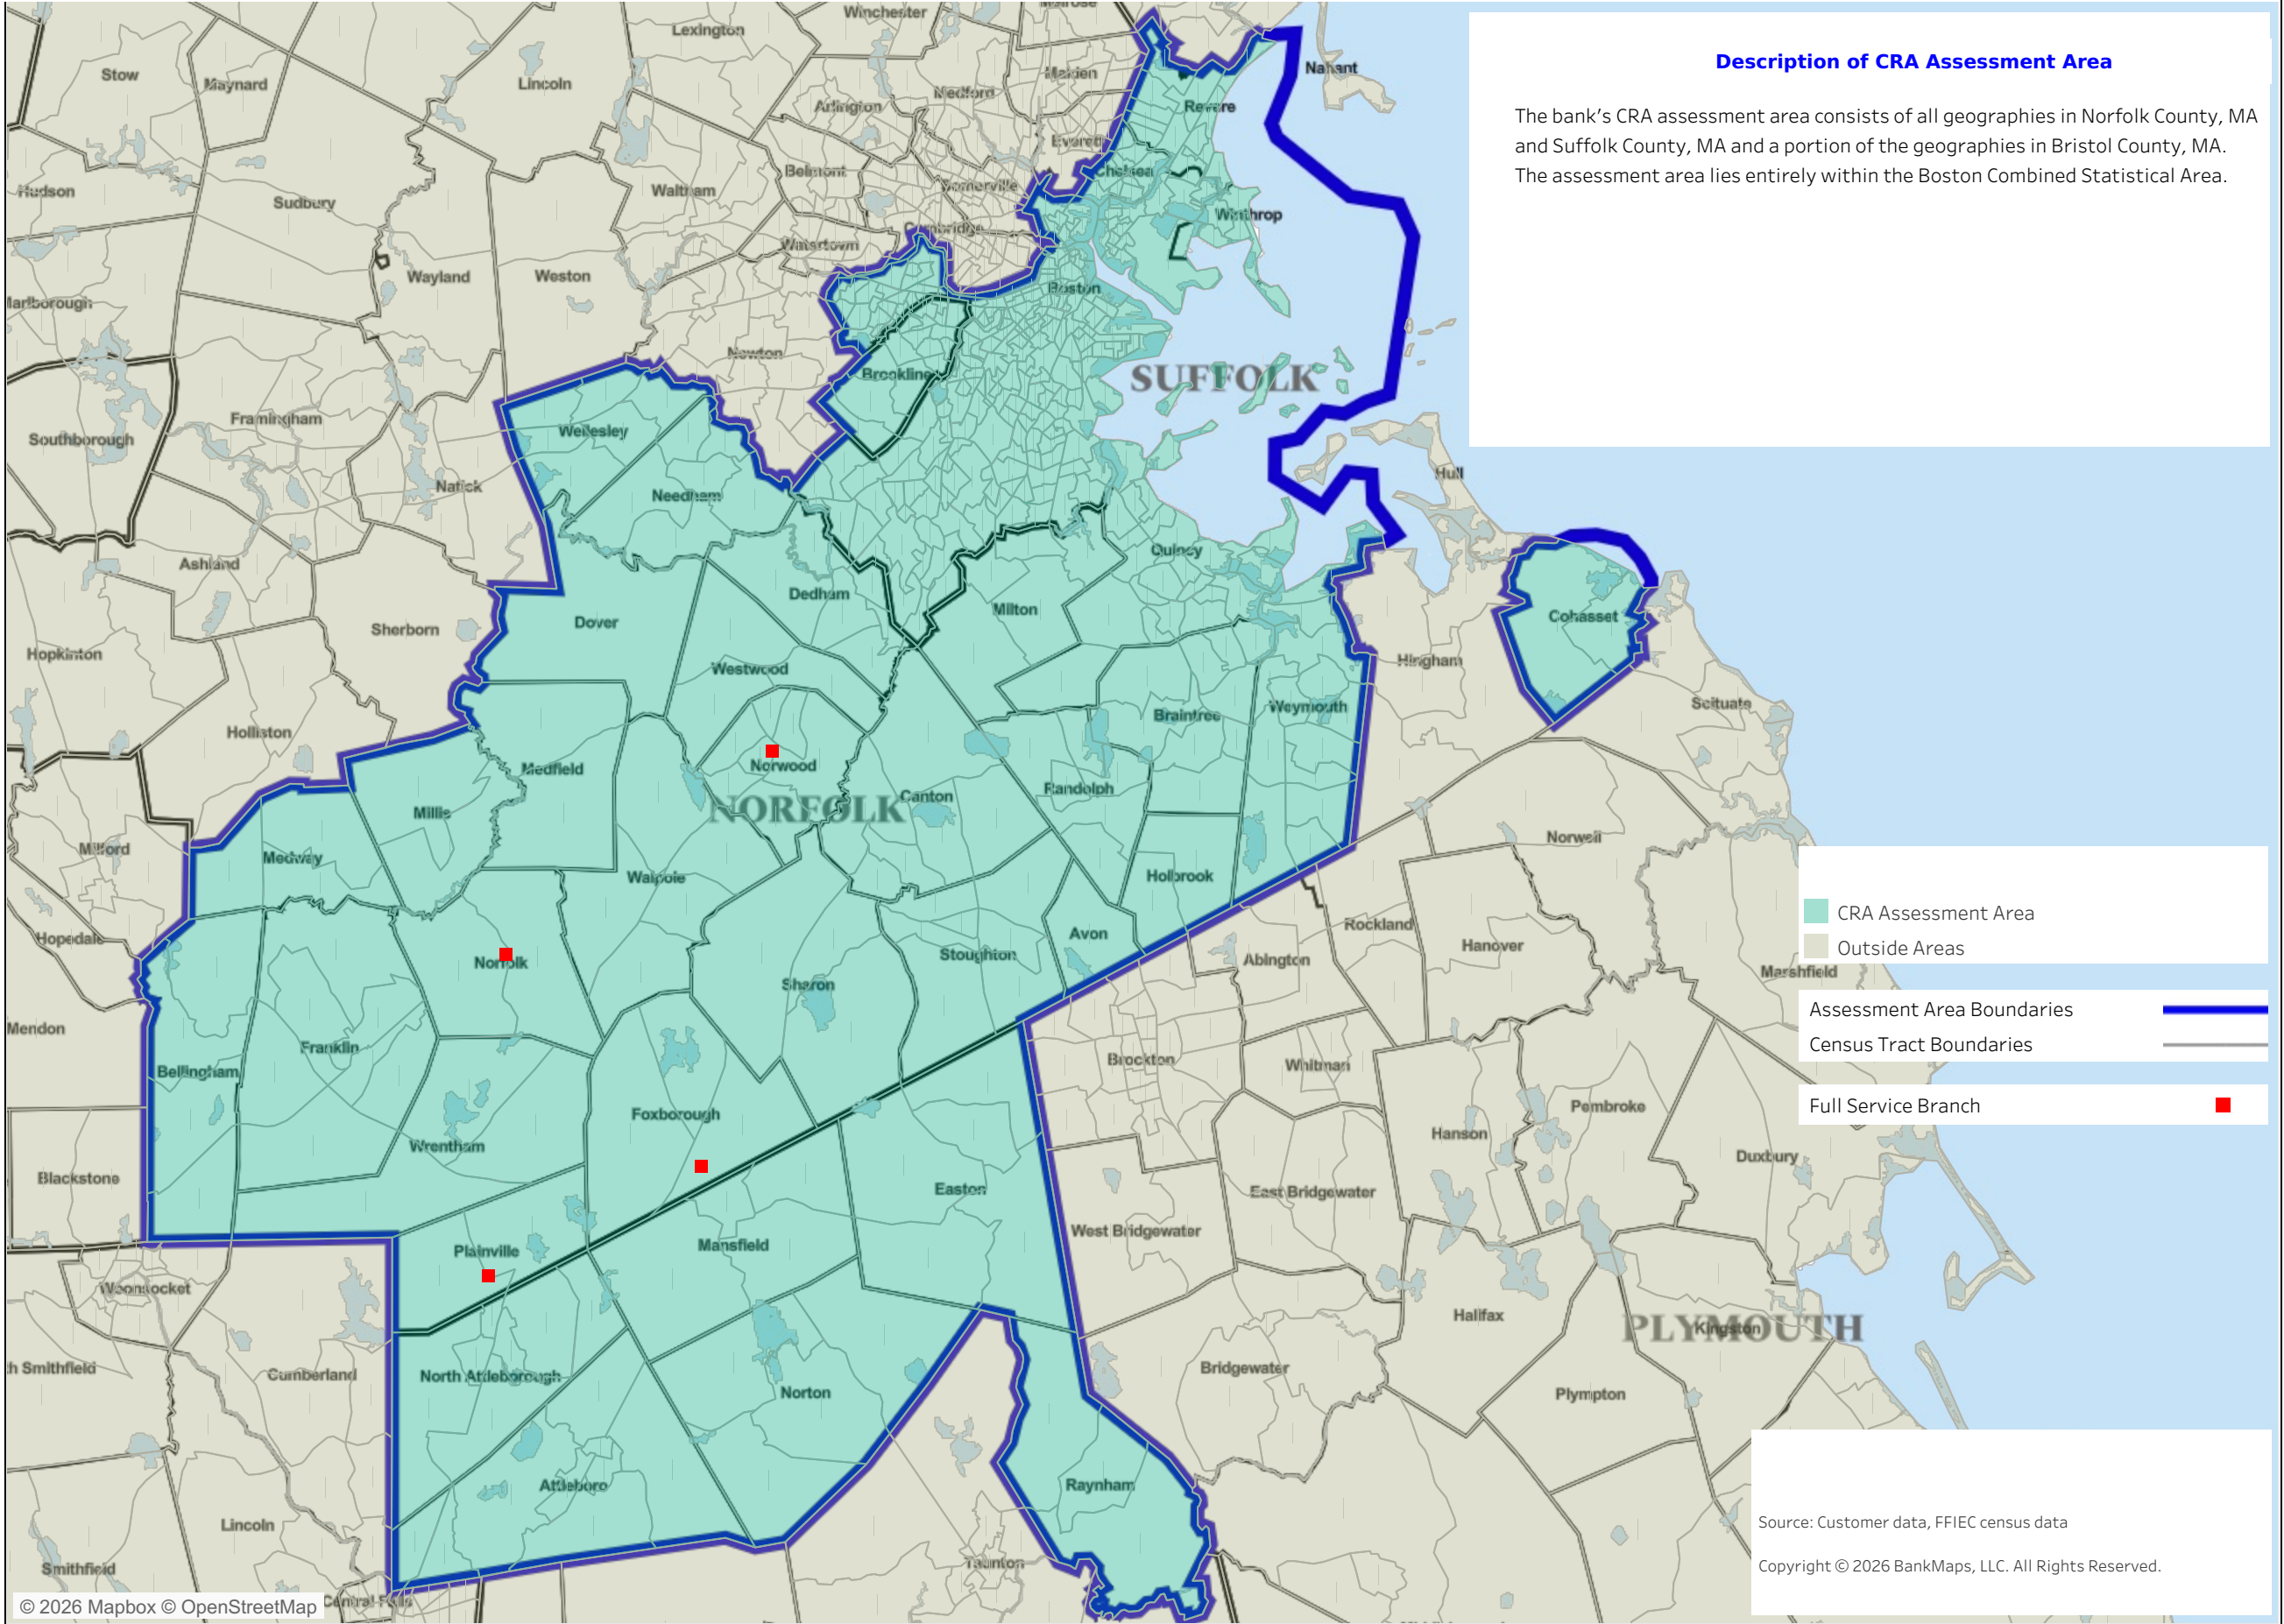 Winchester
Melrose
Lexington
Stow
Maynard
Lincoln
Malden
Nahant
Description of CRA Assessment Area
Arlington
Medford
Revere
The bank's CRA assessment area consists of all geographies in Norfolk County, MA
and Suffolk County, MA and a portion of the geographies in Bristol County, MA.
The assessment area lies entirely within the Boston Combined Statistical Area.
Everett
Belmont
Chelsea
Hudson
Sudbury
Waltham
Somerville
Winthrop
Cambridge
Watertown
Wayland
Weston
Boston
Marlborough
Newton
Brookline
SUFFOLK
Framingham
Southborough
Wellesley
Natick
Needham
Hull
Quincy
Ashland
Dedham
Milton
Dover
Cohasset
Sherborn
Hopkinton
Westwood
Hingham
Scituate
Holliston
Braintree
Weymouth
Norwood
Medfield
Canton
Randolph
NORFOLK
Millis
Norwell
Milford
Medway
Walpole
Holbrook
CRA Assessment Area
Rockland
Hopedale
Avon
Hanover
Outside Areas
Norfolk
Stoughton
Abington
Marshfield
Sharon
Assessment Area Boundaries
Mendon
Franklin
Census Tract Boundaries
Bellingham
Brockton
Whitman
Foxborough
Pembroke
Full Service Branch
Wrentham
Hanson
Duxbury
Blackstone
Easton
East Bridgewater
West Bridgewater
Plainville
Mansfield
Woonsocket
Halifax
PLYMOUTH
Kingston
th Smithfield
Cumberland
North Attleborough
Norton
Bridgewater
Plympton
Attleboro
Raynham
Lincoln
Source: Customer data, FFIEC census data
Smithfield
Taunton
Copyright © 2026 BankMaps, LLC. All Rights Reserved.
© 2026 Mapbox © OpenStreetMap
Central Falls